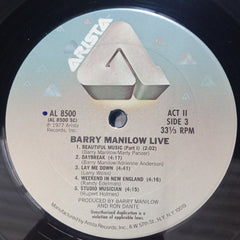 ARISTA
AL 8500
(AL 8500 SC)
℗ 1977 Arista
Records, Inc.
ACT II
SIDE 3
33⅓ RPM
BARRY MANILOW LIVE
1. BEAUTIFUL MUSIC (Part I) (2:02)
(Barry Manilow/Marty Panzer)
2. DAYBREAK (4:17)
(Barry Manilow/Adrienne Anderson)
3. LAY ME DOWN (4:41)
(Larry Weiss)
4. WEEKEND IN NEW ENGLAND (4:16)
(Randy Edelman)
5. STUDIO MUSICIAN (4:15)
(Rupert Holmes)
PRODUCED BY BARRY MANILOW
AND RON DANTE
Unauthorized duplication is a
violation of applicable laws.
Manufactured by Arista Records, Inc., 6 W. 57th St., N.Y., N.Y. 10019